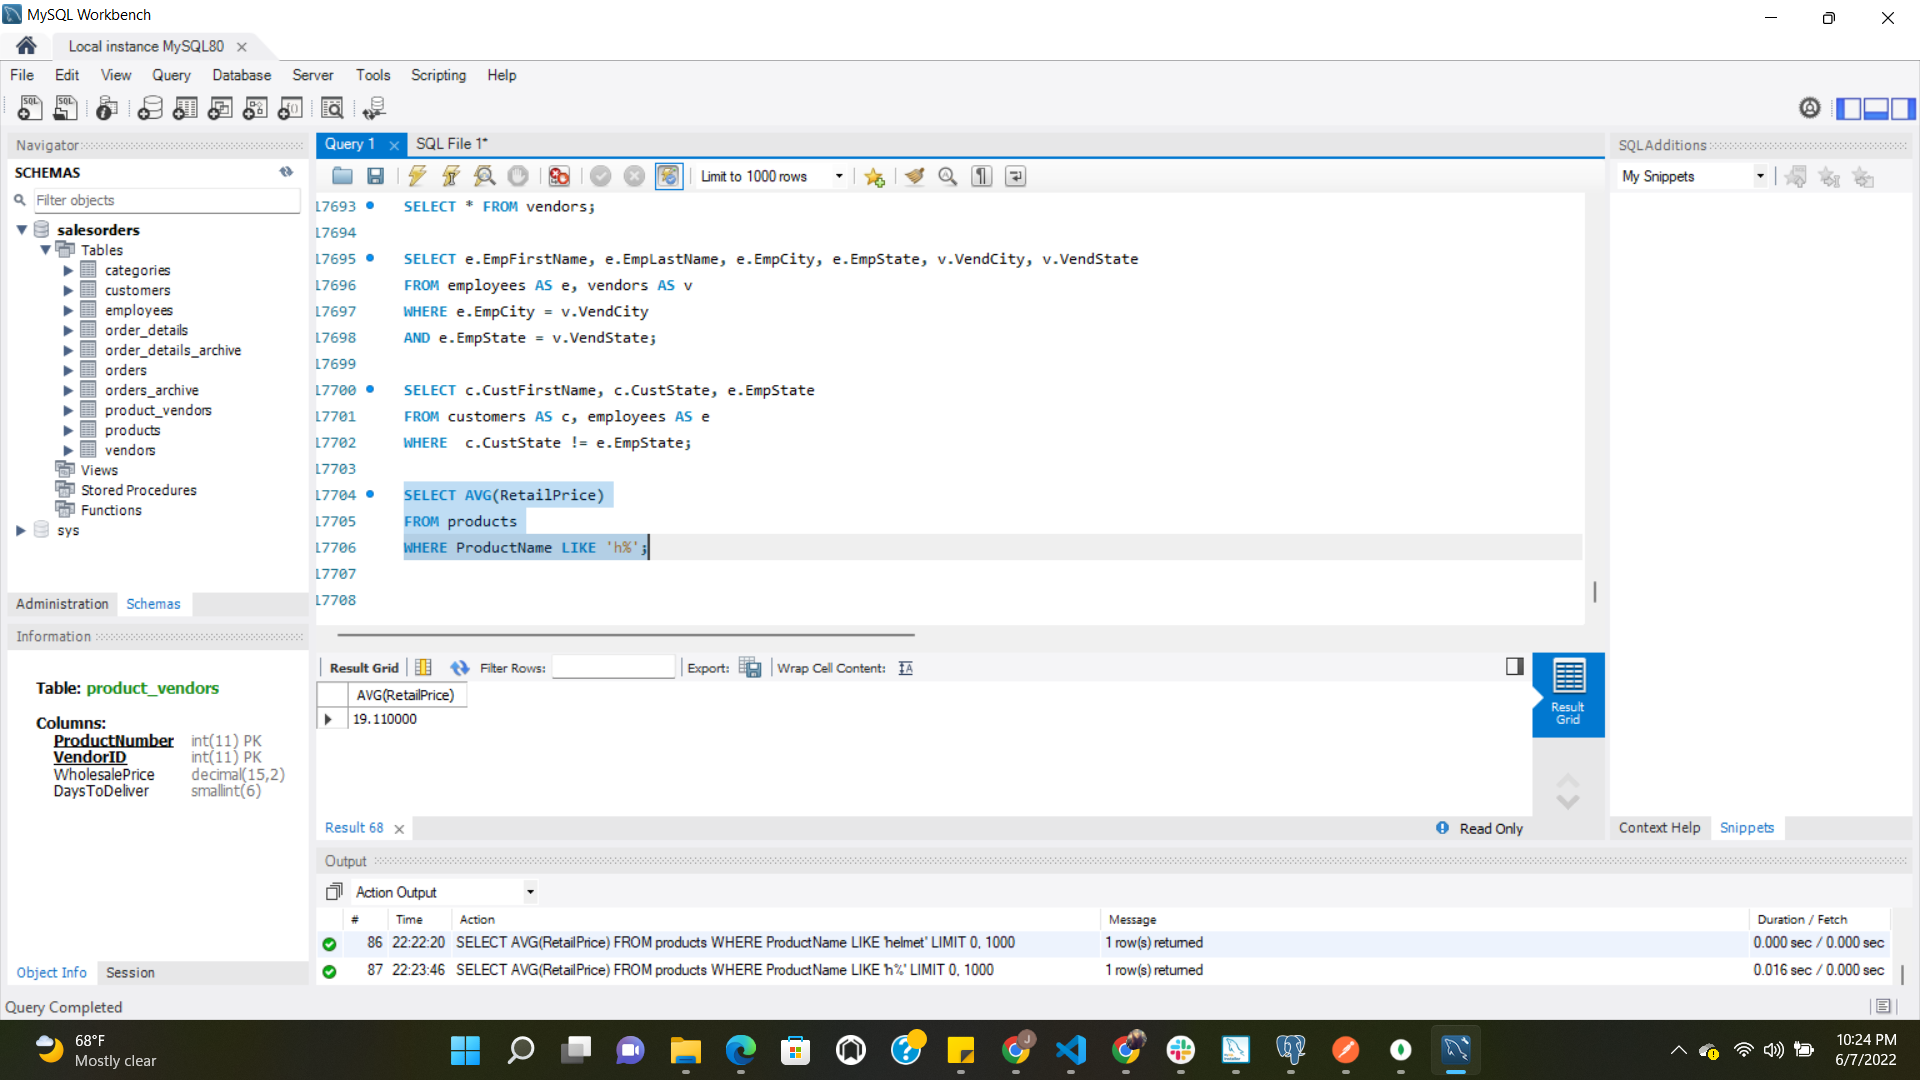 MySQL Workbench
Local instance MySQL80
File Edit View Query Database Server Tools Scripting Help
Navigator
SCHEMAS
Filter objects
salesorders
Tables
categories
customers
employees
order_details
order_details_archive
orders
orders_archive
product_vendors
products
vendors
Views
Stored Procedures
Functions
sys
Administration Schemas
Information
Table: product_vendors
Columns:
ProductNumber int(11) PK
VendorID int(11) PK
WholesalePrice decimal(15,2)
DaysToDeliver smallint(6)
Object Info Session
Query 1 SQL File 1*
Limit to 1000 rows
17693 SELECT * FROM vendors;
17694
17695 SELECT e.EmpFirstName, e.EmpLastName, e.EmpCity, e.EmpState, v.VendCity, v.VendState
17696 FROM employees AS e, vendors AS v
17697 WHERE e.EmpCity = v.VendCity
17698 AND e.EmpState = v.VendState;
17699
17700 SELECT c.CustFirstName, c.CustState, e.EmpState
17701 FROM customers AS c, employees AS e
17702 WHERE  c.CustState != e.EmpState;
17703
17704 SELECT AVG(RetailPrice)
17705 FROM products
17706 WHERE ProductName LIKE 'h%';
17707
17708
Result Grid Filter Rows: Export: Wrap Cell Content:
AVG(RetailPrice)
19.110000
Result Grid
Result 68
Read Only
SQLAdditions
My Snippets
Context Help Snippets
Output
Action Output
# Time Action Message Duration / Fetch
86 22:22:20 SELECT AVG(RetailPrice) FROM products WHERE ProductName LIKE 'helmet' LIMIT 0, 1000 1 row(s) returned 0.000 sec / 0.000 sec
87 22:23:46 SELECT AVG(RetailPrice) FROM products WHERE ProductName LIKE 'h%' LIMIT 0, 1000 1 row(s) returned 0.016 sec / 0.000 sec
Query Completed
68°F
Mostly clear
10:24 PM
6/7/2022